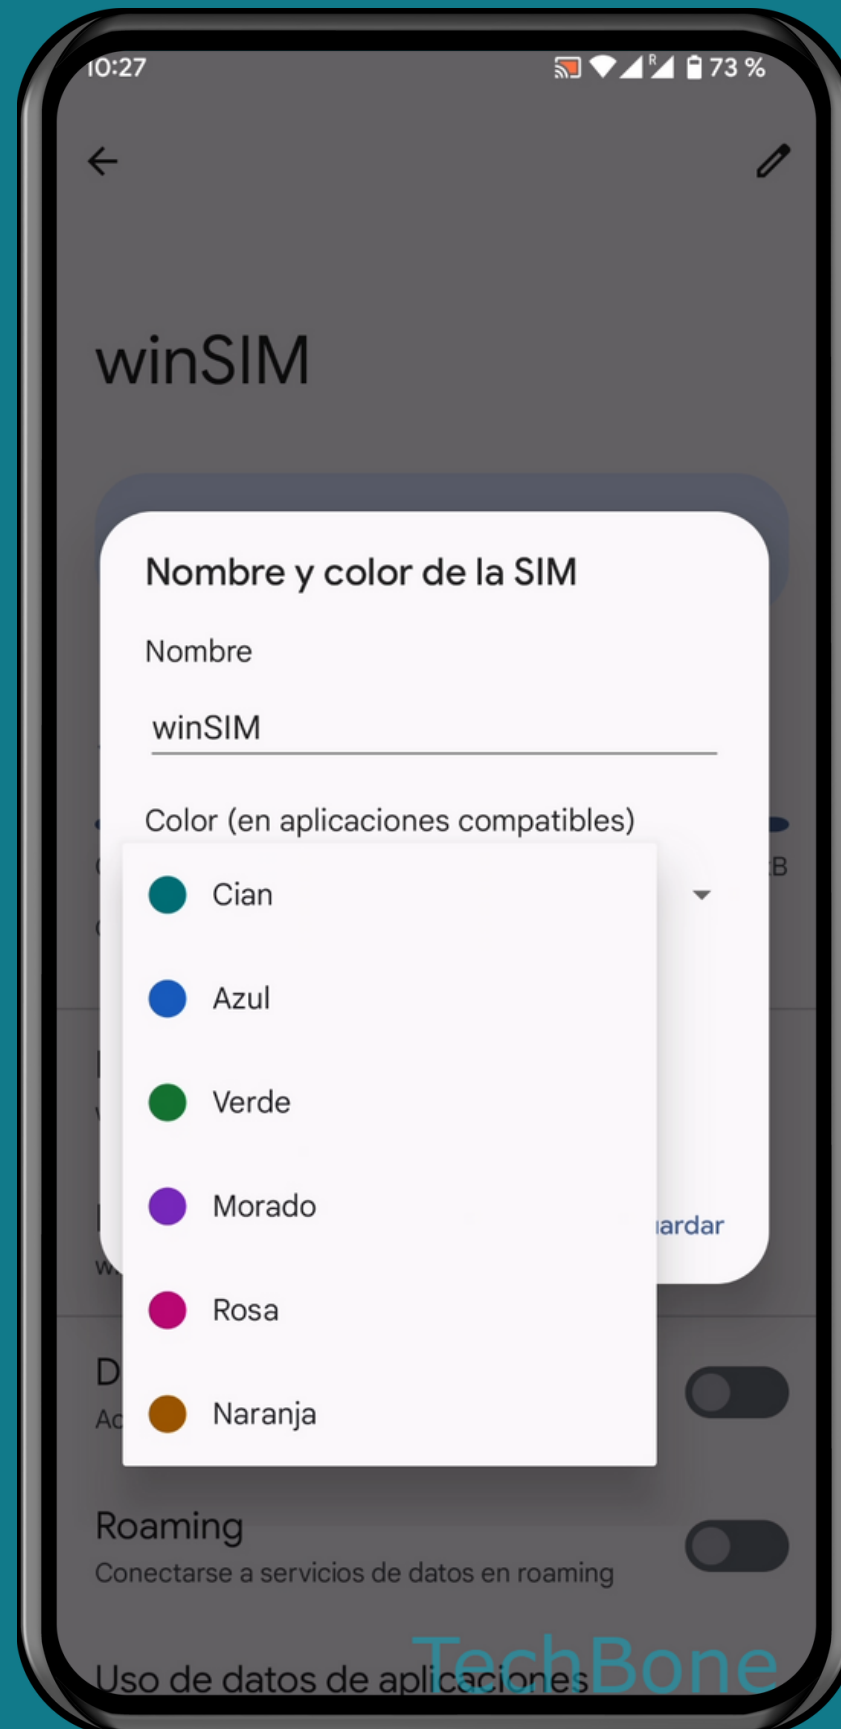 10:27
R
73 %
winSIM
Nombre y color de la SIM
Nombre
winSIM
Color (en aplicaciones compatibles)
Cian
Azul
Verde
Morado
Rosa
Naranja
Roaming
Conectarse a servicios de datos en roaming
Uso de datos de aplicaciones
TechBone